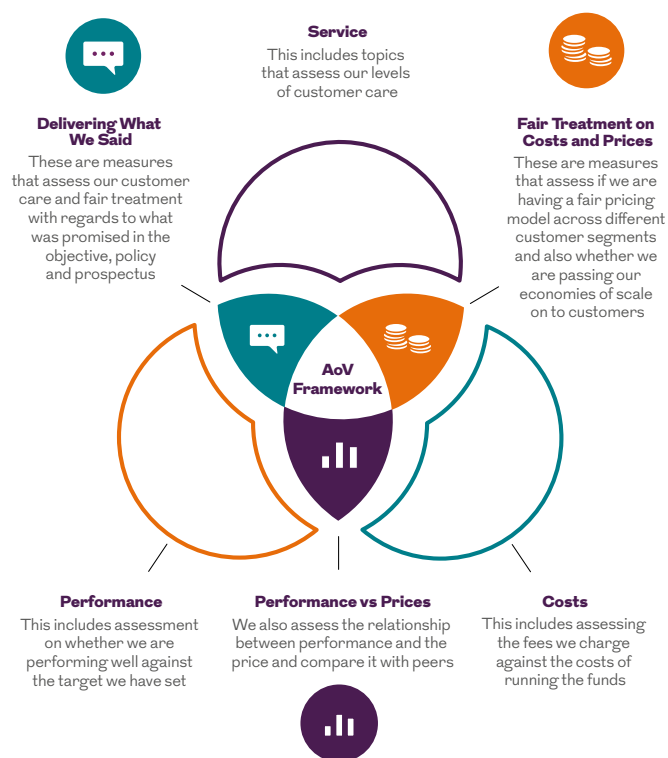 Service
This includes topics
that assess our levels
of customer care
Delivering What
We Said
These are measures
that assess our customer
care and fair treatment
with regards to what
was promised in the
objective, policy
and prospectus
Fair Treatment on
Costs and Prices
These are measures
that assess if we are
having a fair pricing
model across different
customer segments
and also whether we
are passing our
economies of scale
on to customers
AoV
Framework
Performance
This includes assessment
on whether we are
performing well against
the target we have set
Performance vs Prices
We also assess the relationship
between performance and the
price and compare it with peers
Costs
This includes assessing
the fees we charge
against the costs of
running the funds